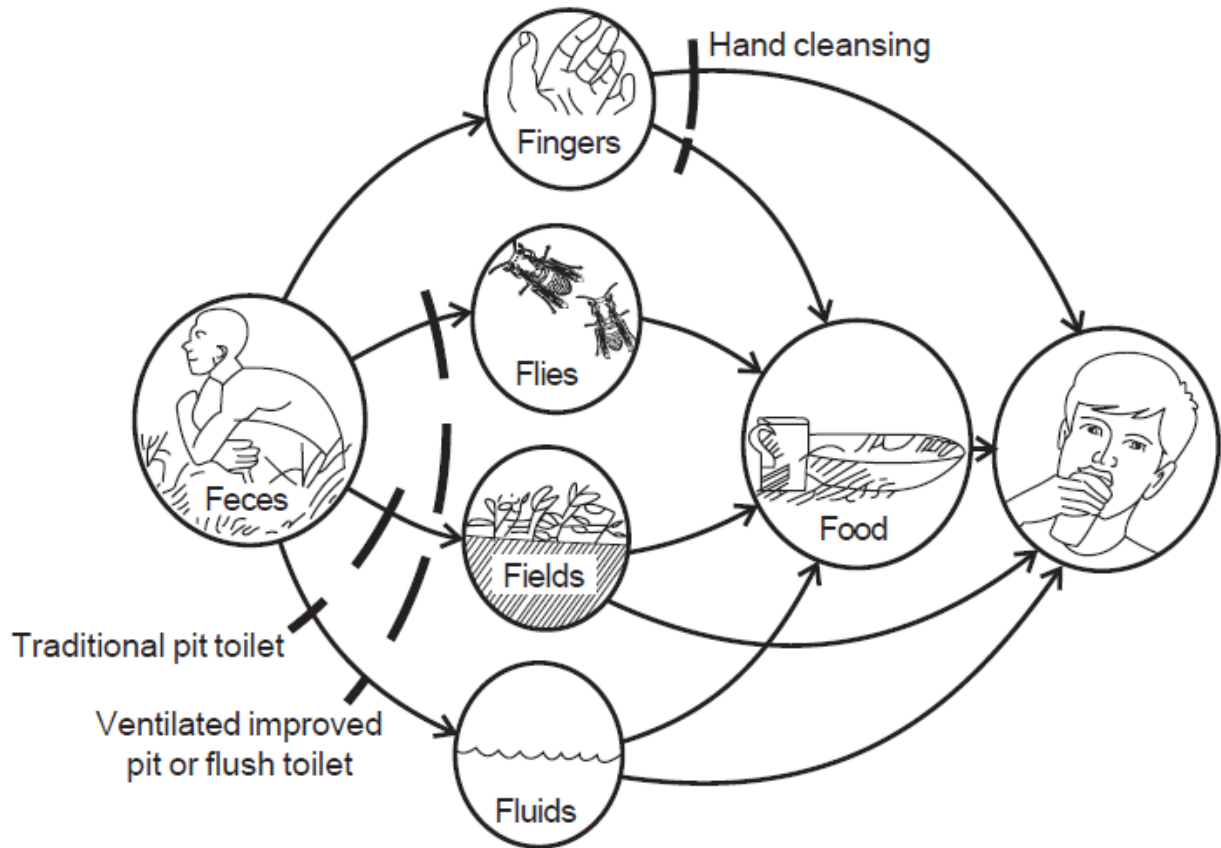 Hand cleansing
Fingers
Flies
Feces
Food
Fields
Traditional pit toilet
Ventilated improved
pit or flush toilet
Fluids